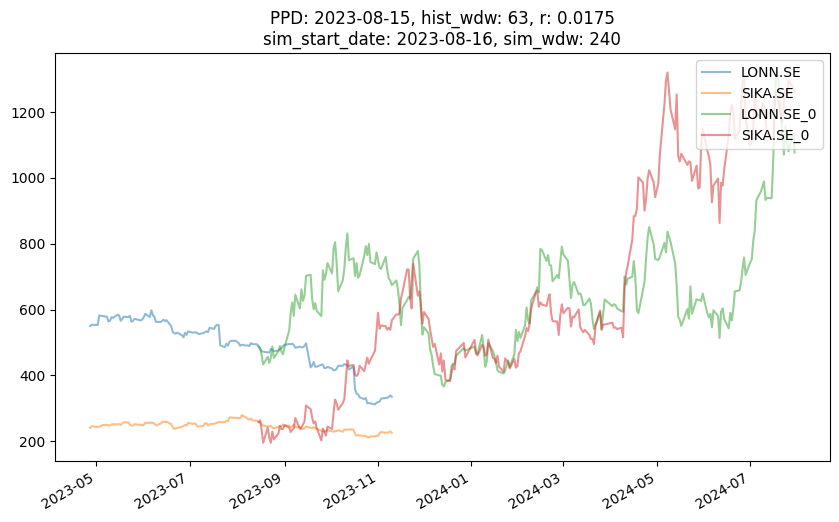 PPD: 2023-08-15, hist_wdw: 63, r: 0.0175
sim_start_date: 2023-08-16, sim_wdw: 240
LONN.SE
SIKA.SE
LONN.SE_0
SIKA.SE_0
1200
1000
800
600
400
200
2023-05
2023-07
2023-09
2023-11
2024-01
2024-03
2024-05
2024-07